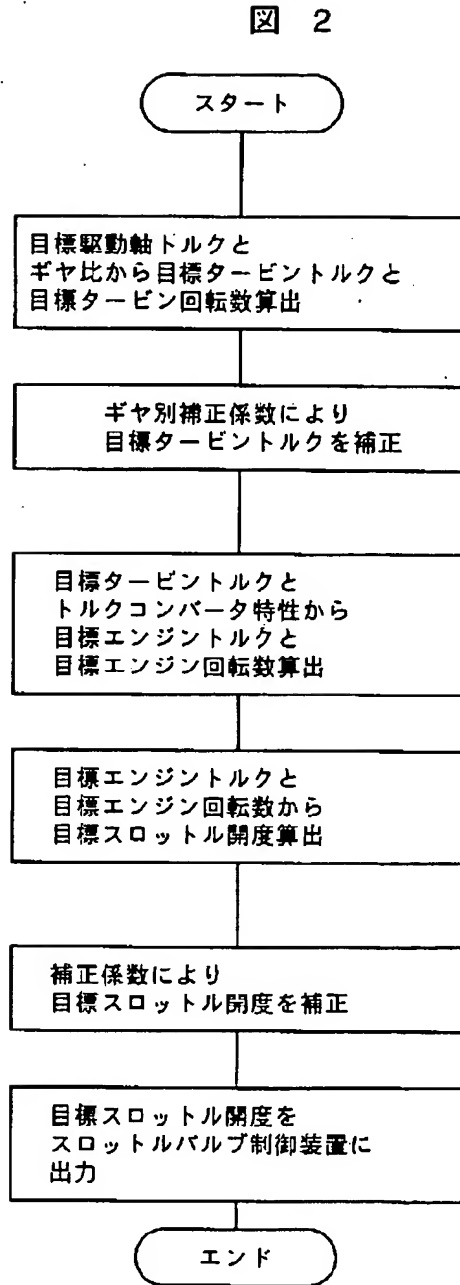 図 2
スタート
目標駆動軸トルクと
ギヤ比から目標タービントルクと
目標タービン回転数算出
ギヤ別補正係数により
目標タービントルクを補正
目標タービントルクと
トルクコンバータ特性から
目標エンジントルクと
目標エンジン回転数算出
目標エンジントルクと
目標エンジン回転数から
目標スロットル開度算出
補正係数により
目標スロットル開度を補正
目標スロットル開度を
スロットルバルブ制御装置に
出力
エンド